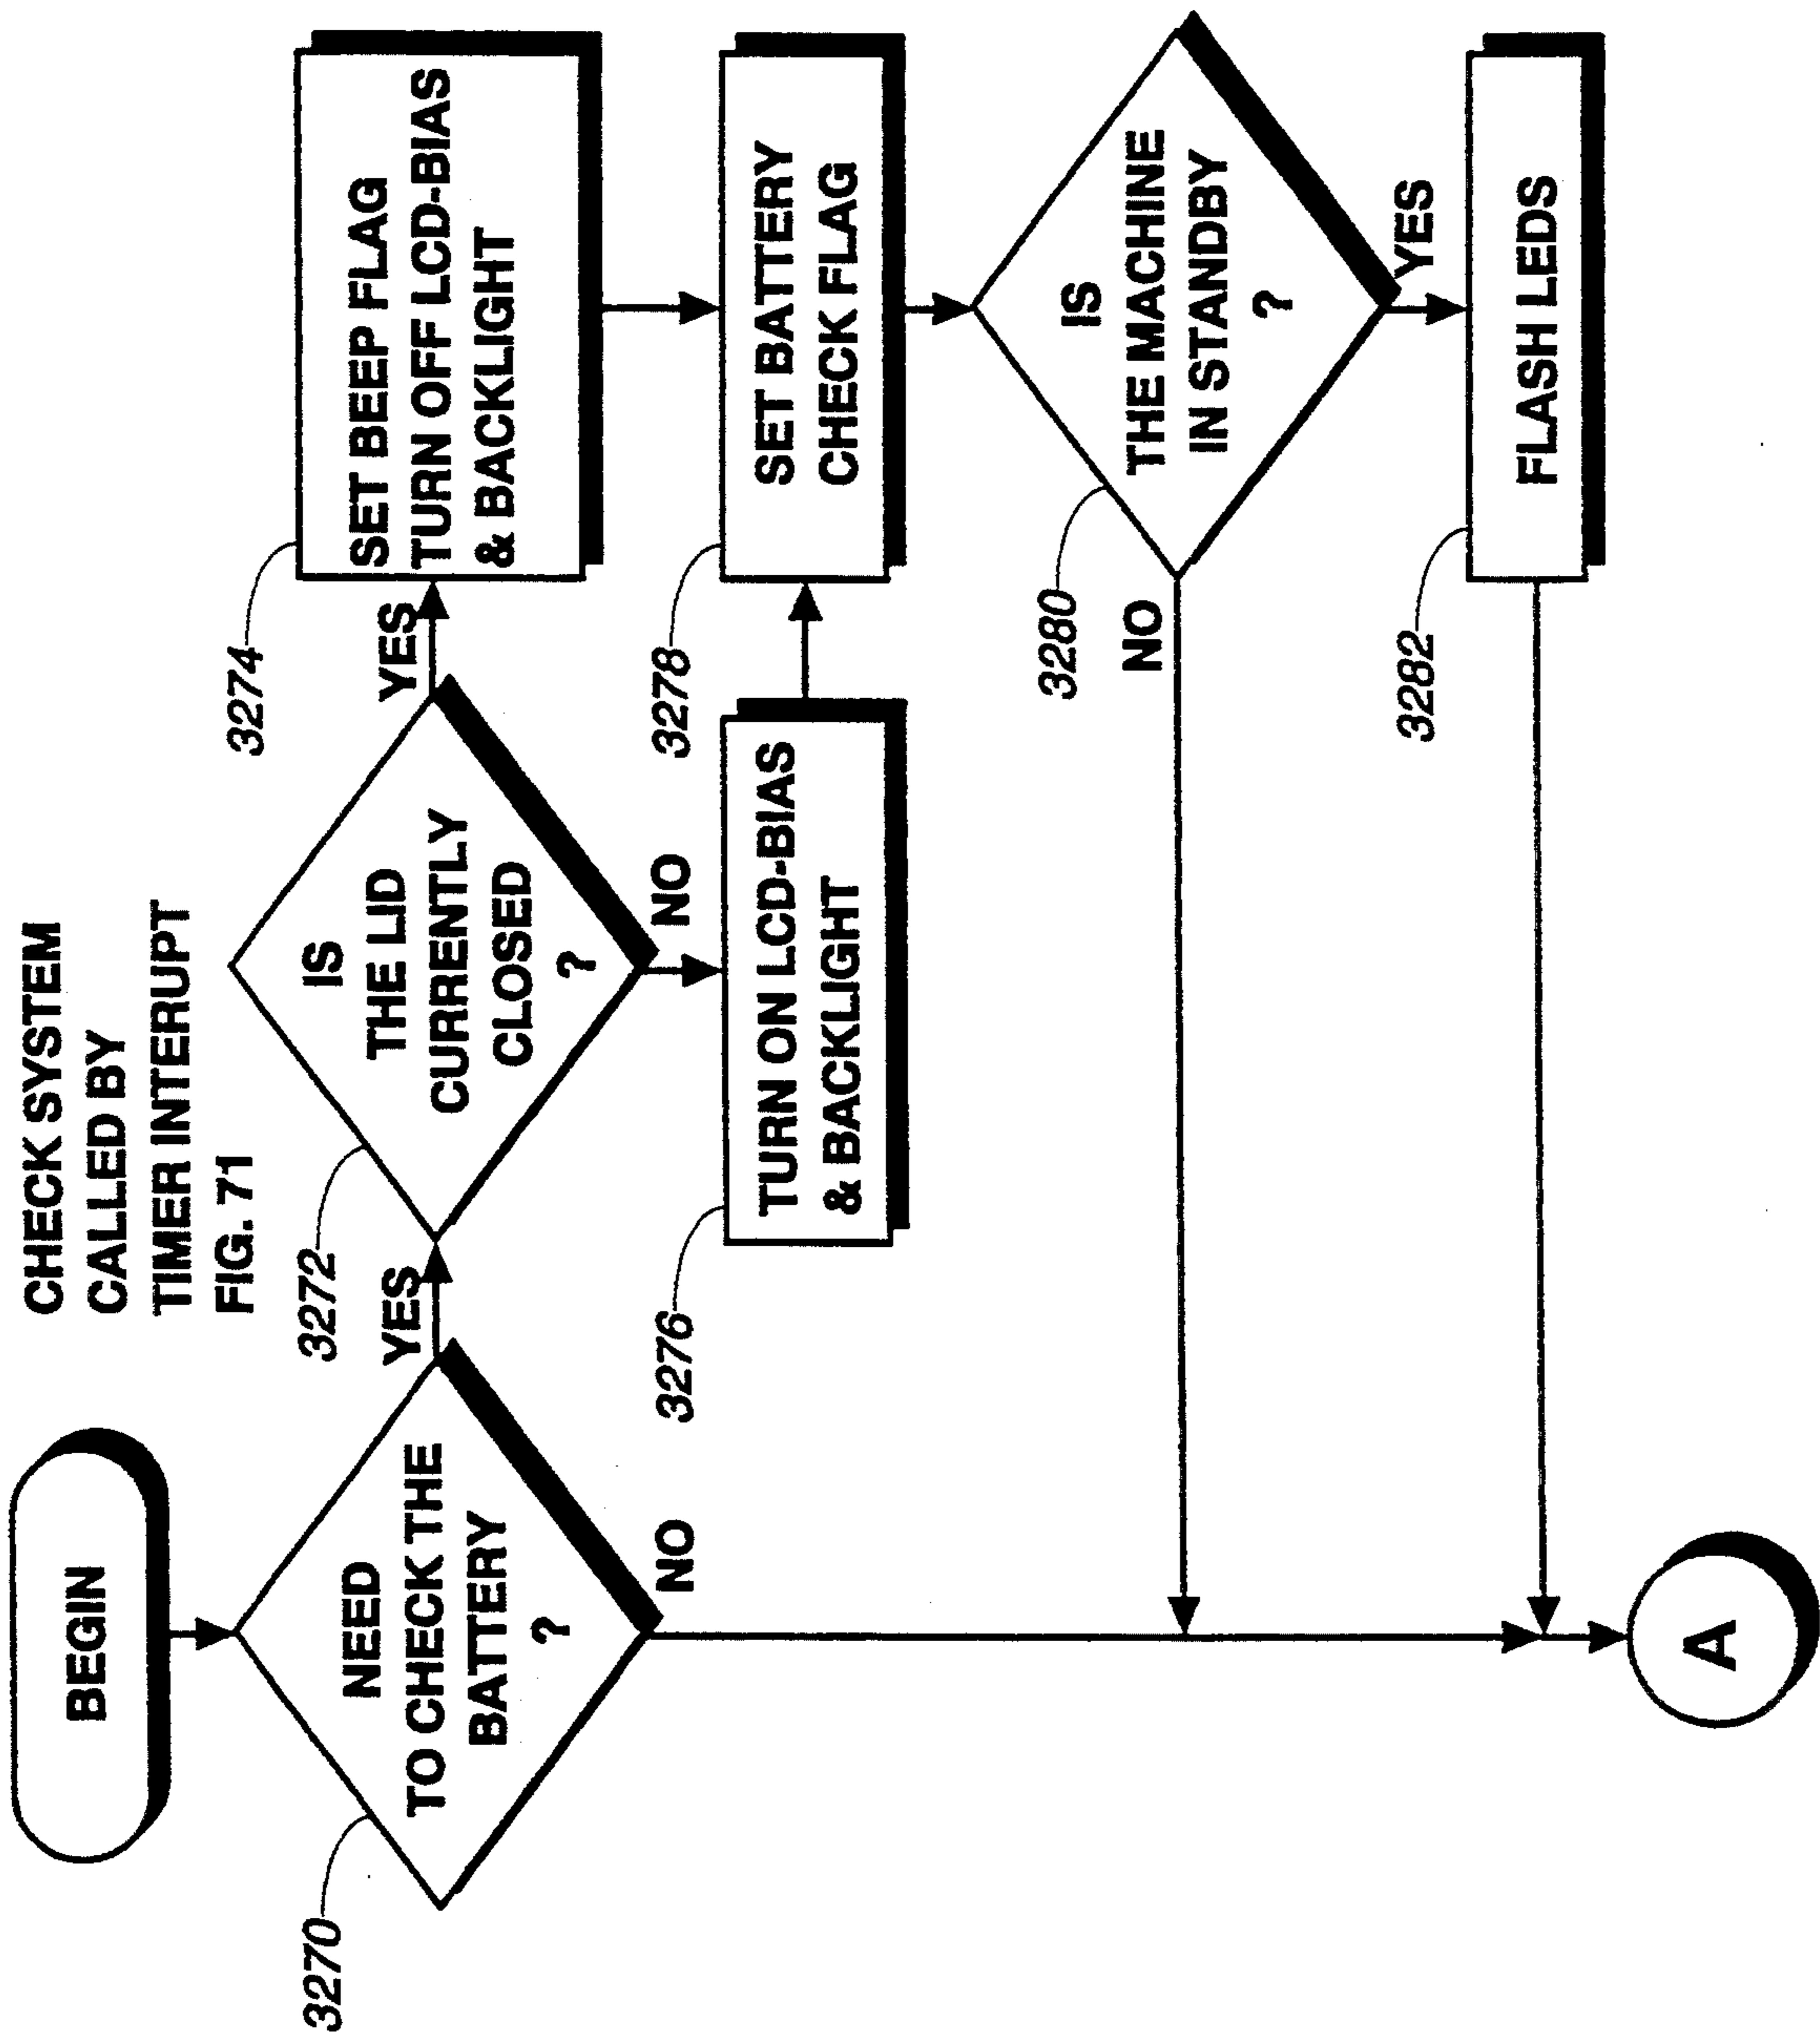 CHECK SYSTEM
CALLED BY
TIMER INTERUPT
FIG. 71
BEGIN
3270
NEED
TO CHECK THE
BATTERY
?
YES
NO
3272
IS
THE LID
CURRENTLY
CLOSED
?
YES
NO
3274
SET BEEP FLAG
TURN OFF LCD-BIAS
& BACKLIGHT
3276
TURN ON LCD-BIAS
& BACKLIGHT
3278
SET BATTERY
CHECK FLAG
3280
IS
THE MACHINE
IN STANDBY
?
NO
YES
3282
FLASH LEDS
A